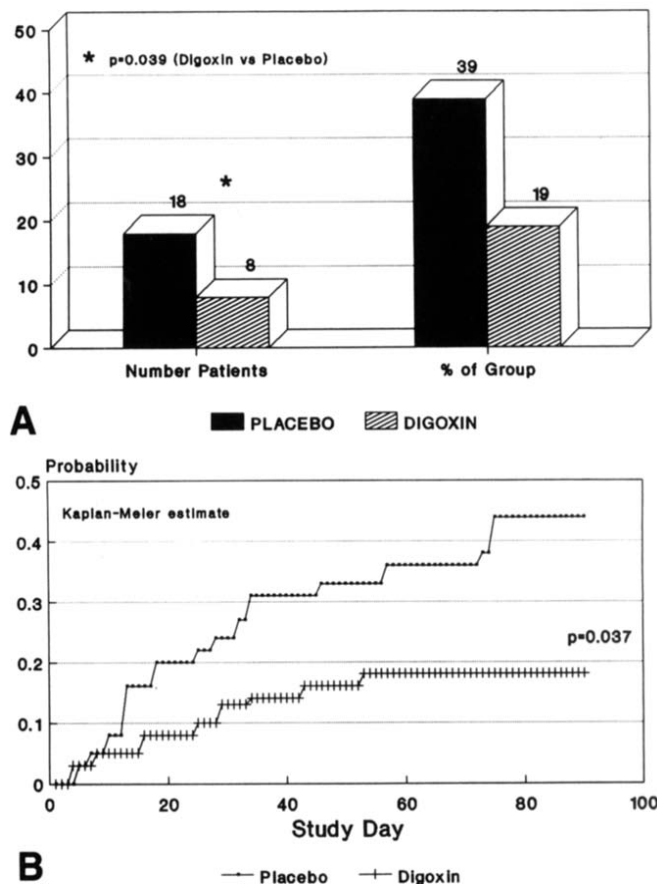 50
* p=0.039 (Digoxin vs Placebo)
39
40
30
*
18
19
20
8
10
0
Number Patients
% of Group
A
PLACEBO
DIGOXIN
Probability
0.5
Kaplan-Meier estimate
0.4
0.3
p=0.037
0.2
0.1
0
0 20 40 60 80 100
Study Day
B
Placebo
Digoxin